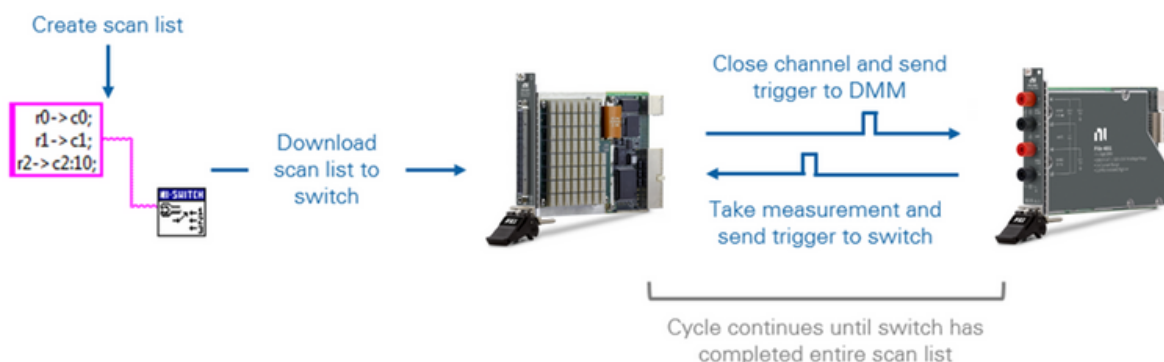 Create scan list
r0-> c0;
r1-> c1;
r2-> c2:10;
NI-SWITCH
Download
scan list to
switch
Close channel and send
trigger to DMM
Take measurement and
send trigger to switch
Cycle continues until switch has
completed entire scan list